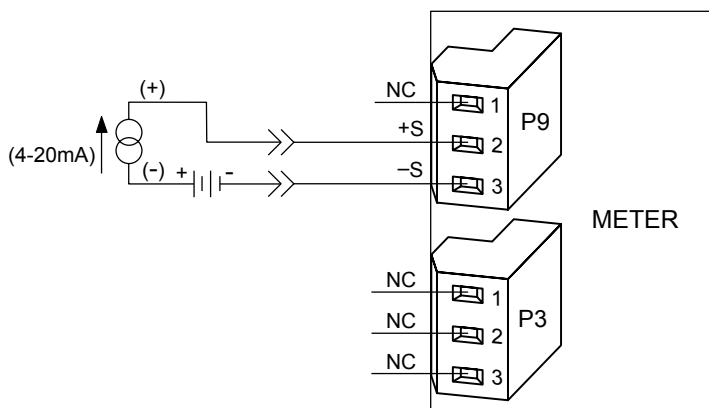 (+)
(4-20mA)
(-)
+ -
NC
+S
–S
1
2
3
P9
METER
NC
NC
NC
1
2
3
P3